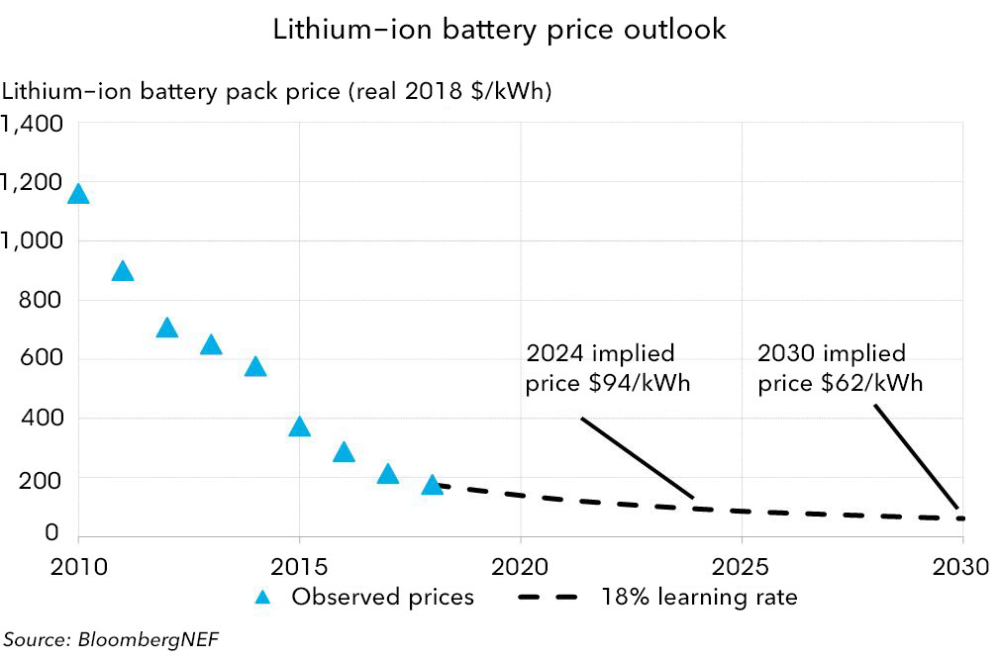 Lithium-ion battery price outlook
Lithium-ion battery pack price (real 2018 $/kWh)
1,400
1,200
1,000
800
600
400
200
0
2024 implied
price $94/kWh
2030 implied
price $62/kWh
2010 2015 2020 2025 2030
Observed prices 18% learning rate
Source: BloombergNEF